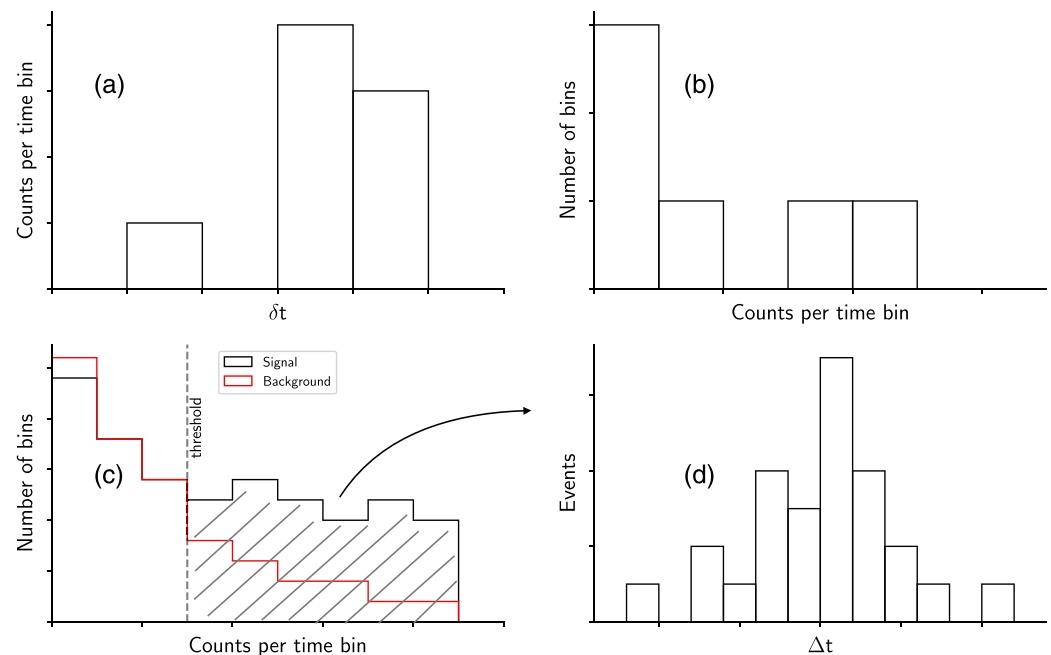 (a)
Counts per time bin
δt
(b)
Number of bins
Counts per time bin
(c)
Number of bins
Signal
Background
threshold
Counts per time bin
(d)
Events
Δt